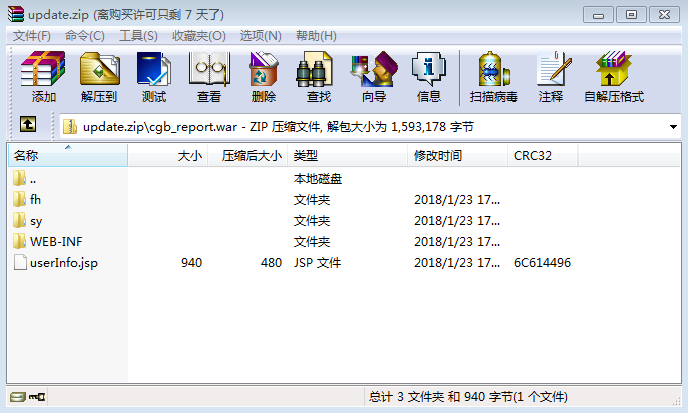 update.zip (离购买许可只剩 7 天了)
文件(F) 命令(C) 工具(S) 收藏夹(O) 选项(N) 帮助(H)
添加 解压到 测试 查看 删除 查找 向导 信息 扫描病毒 注释 自解压格式
update.zip\cgb_report.war - ZIP 压缩文件, 解包大小为 1,593,178 字节
名称 大小 压缩后大小 类型 修改时间 CRC32
.. 本地磁盘
fh 文件夹 2018/1/23 17...
sy 文件夹 2018/1/23 17...
WEB-INF 文件夹 2018/1/23 17...
userInfo.jsp 940 480 JSP 文件 2018/1/23 17... 6C614496
总计 3 文件夹 和 940 字节(1 个文件)